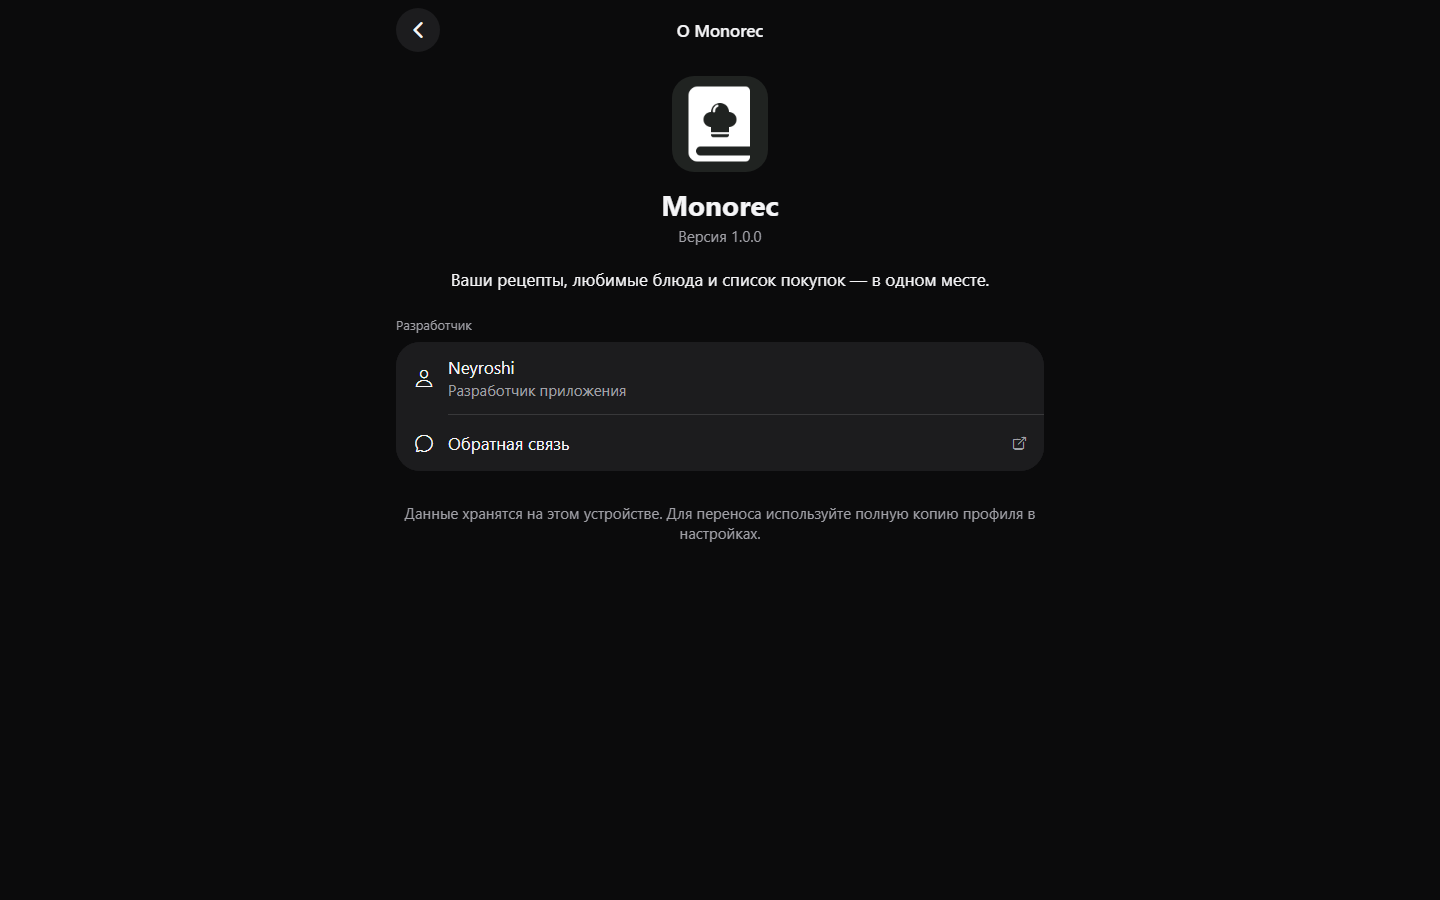 О Monorec
Monorec
Версия 1.0.0
Ваши рецепты, любимые блюда и список покупок — в одном месте.
Разработчик
Neyroshi
Разработчик приложения
Обратная связь
Данные хранятся на этом устройстве. Для переноса используйте полную копию профиля в
настройках.